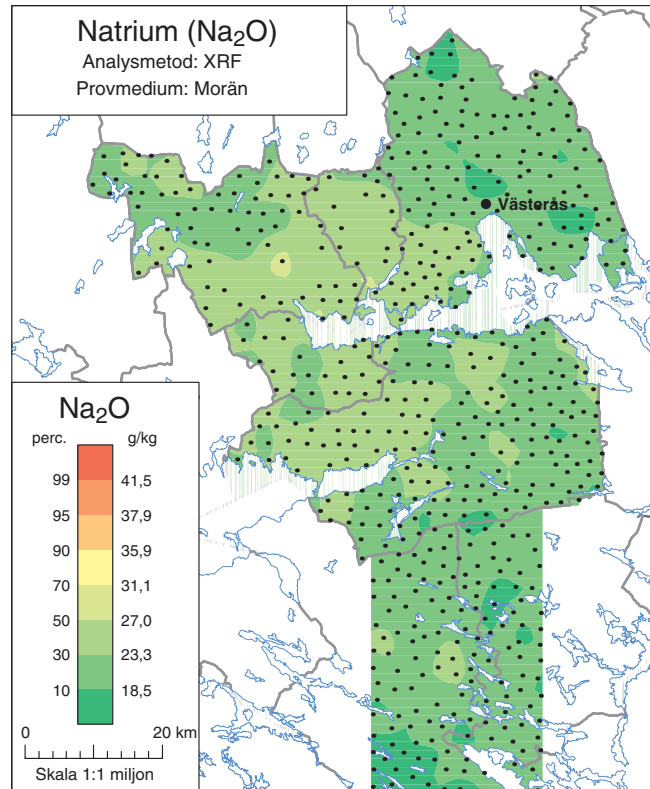 Natrium (Na₂O)
Analysmetod: XRF
Provmedium: Morän
Västerås
Na₂O
perc. g/kg
99 41,5
95 37,9
90 35,9
70 31,1
50 27,0
30 23,3
10 18,5
0 20 km
Skala 1:1 miljon